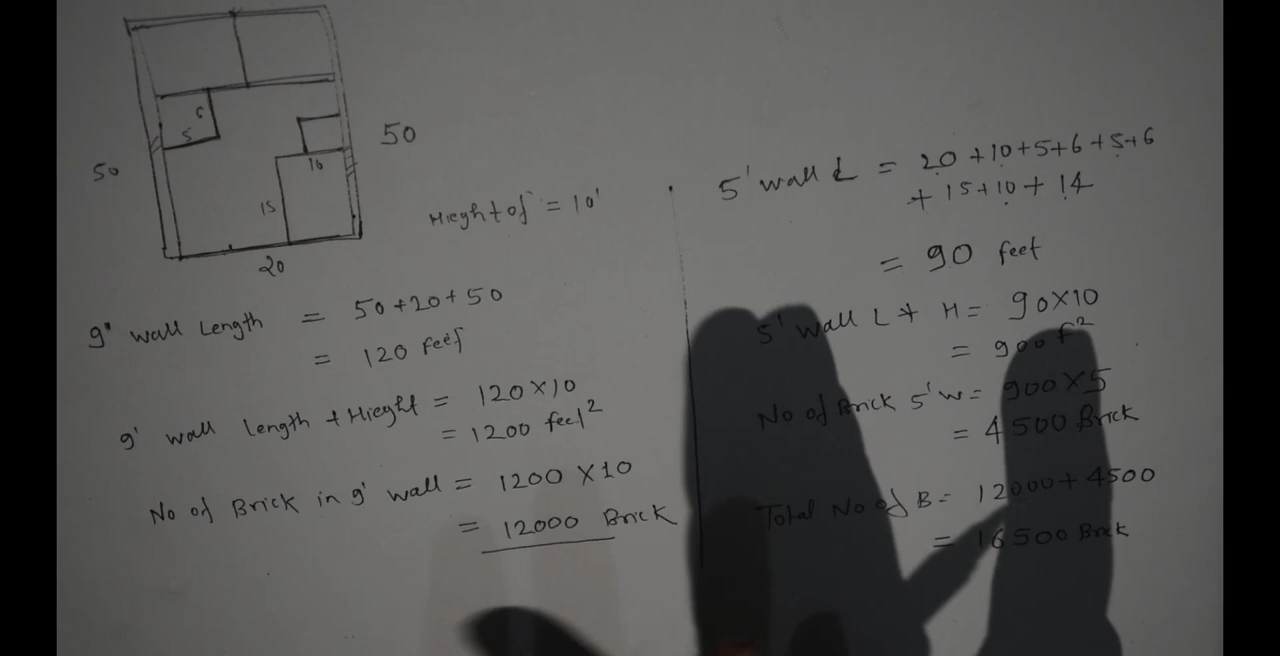 50
50
6
5
10
15
20
Hieght of = 10'
9" wall Length = 50+20+50
= 120 feet
9' wall length + Hieght = 120×10
= 1200 feet²
No of Brick in 9' wall = 1200 ×10
= 12000 Brick
5' wall L = 20+10+5+6+5+6
+ 15+10+ 14
= 90 feet
5' wall L + H = 90×10
= 900 f²
No of Brick 5' w = 900×5
= 4500 Brick
Total No of B = 12000+4500
= 16500 Brick